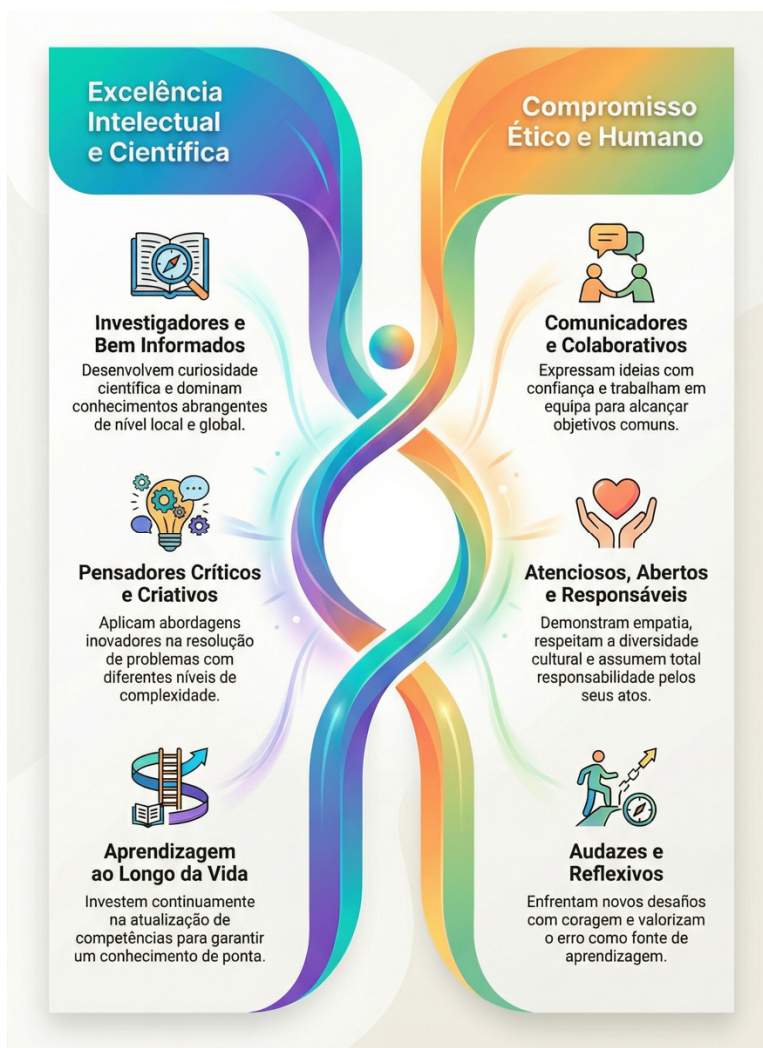 Excelência
Intelectual
e Científica
Investigadores e
Bem Informados
Desenvolvem curiosidade
científica e dominam
conhecimentos abrangentes
de nível local e global.
Pensadores Críticos
e Criativos
Aplicam abordagens
inovadores na resolução
de problemas com
diferentes níveis de
complexidade.
Aprendizagem
ao Longo da Vida
Investem continuamente
na atualização de
competências para garantir
um conhecimento de ponta.
Compromisso
Ético e Humano
Comunicadores
e Colaborativos
Expressam ideias com
confiança e trabalham em
equipa para alcançar
objetivos comuns.
Atenciosos, Abertos
e Responsáveis
Demonstram empatia,
respeitam a diversidade
cultural e assumem total
responsabilidade pelos
seus atos.
Audazes e
Reflexivos
Enfrentam novos desafios
com coragem e valorizam
o erro como fonte de
aprendizagem.